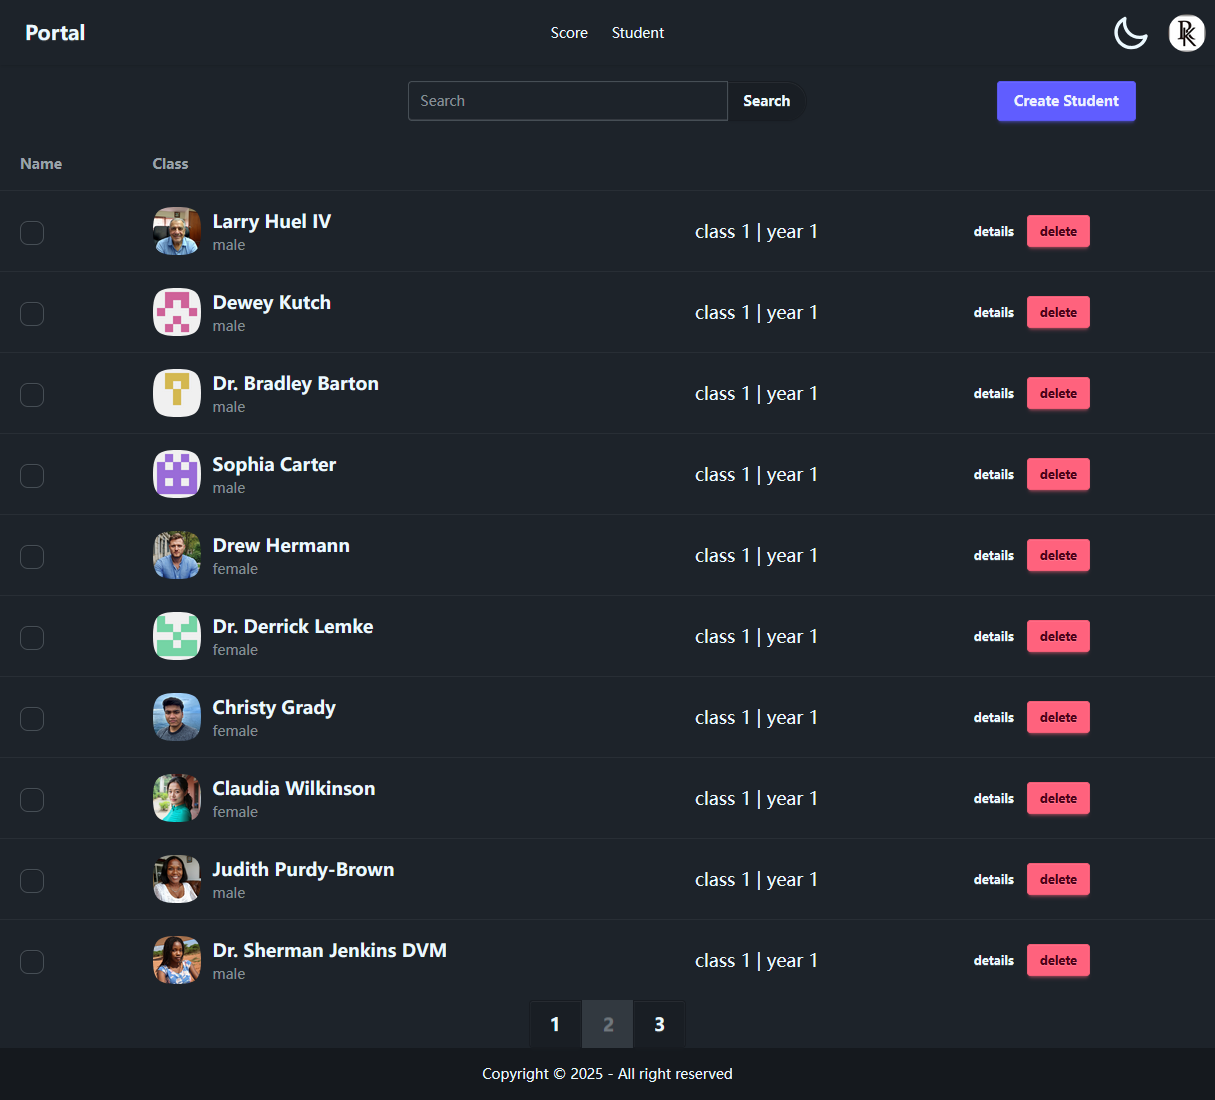 Portal Score Student
Search Search Create Student
Name Class
Larry Huel IV
male
class 1 | year 1 details delete
Dewey Kutch
male
class 1 | year 1 details delete
Dr. Bradley Barton
male
class 1 | year 1 details delete
Sophia Carter
male
class 1 | year 1 details delete
Drew Hermann
female
class 1 | year 1 details delete
Dr. Derrick Lemke
female
class 1 | year 1 details delete
Christy Grady
female
class 1 | year 1 details delete
Claudia Wilkinson
female
class 1 | year 1 details delete
Judith Purdy-Brown
male
class 1 | year 1 details delete
Dr. Sherman Jenkins DVM
male
class 1 | year 1 details delete
1 2 3
Copyright © 2025 - All right reserved